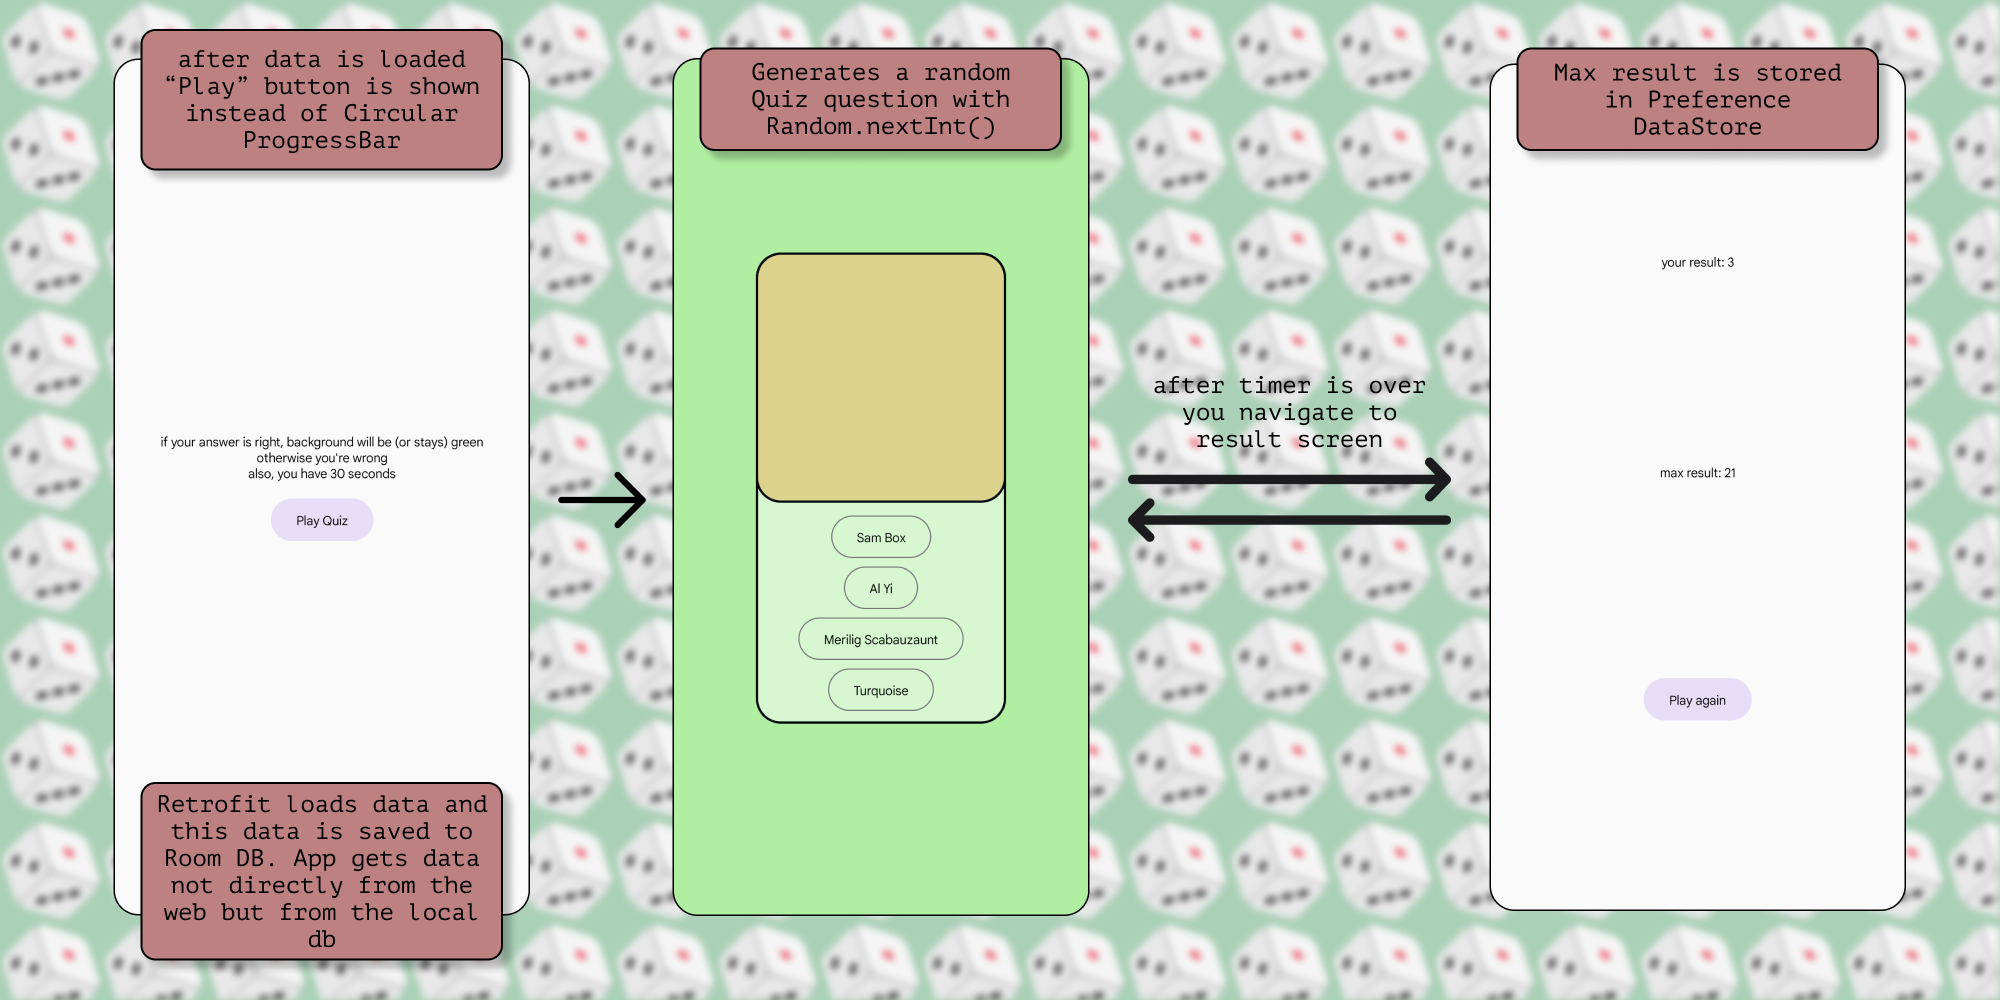 after data is loaded
“Play” button is shown
instead of Circular
ProgressBar
if your answer is right, background will be (or stays) green
otherwise you're wrong
also, you have 30 seconds
Play Quiz
Retrofit loads data and
this data is saved to
Room DB. App gets data
not directly from the
web but from the local
db
Generates a random
Quiz question with
Random.nextInt()
Sam Box
Al Yi
Merilig Scabauzaunt
Turquoise
after timer is over
you navigate to
result screen
Max result is stored
in Preference
DataStore
your result: 3
max result: 21
Play again